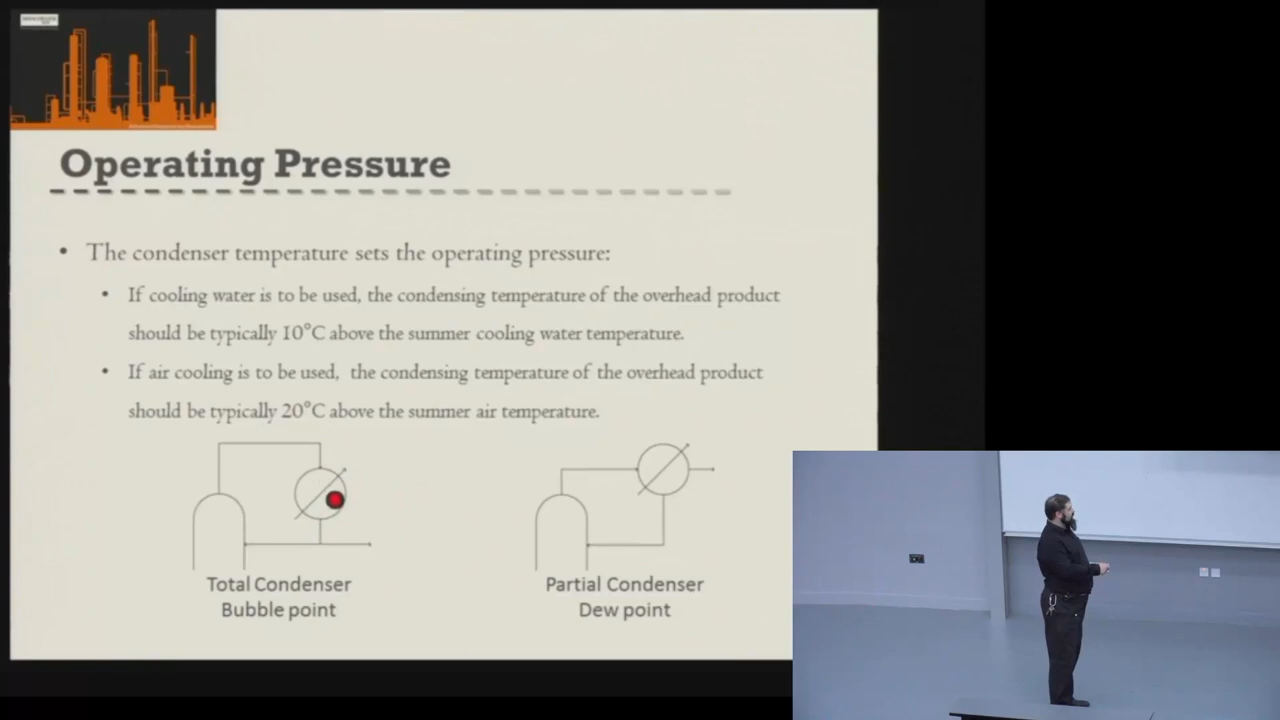 Operating Pressure
• The condenser temperature sets the operating pressure:
• If cooling water is to be used, the condensing temperature of the overhead product
should be typically 10°C above the summer cooling water temperature.
• If air cooling is to be used, the condensing temperature of the overhead product
should be typically 20°C above the summer air temperature.
Total Condenser
Bubble point
Partial Condenser
Dew point